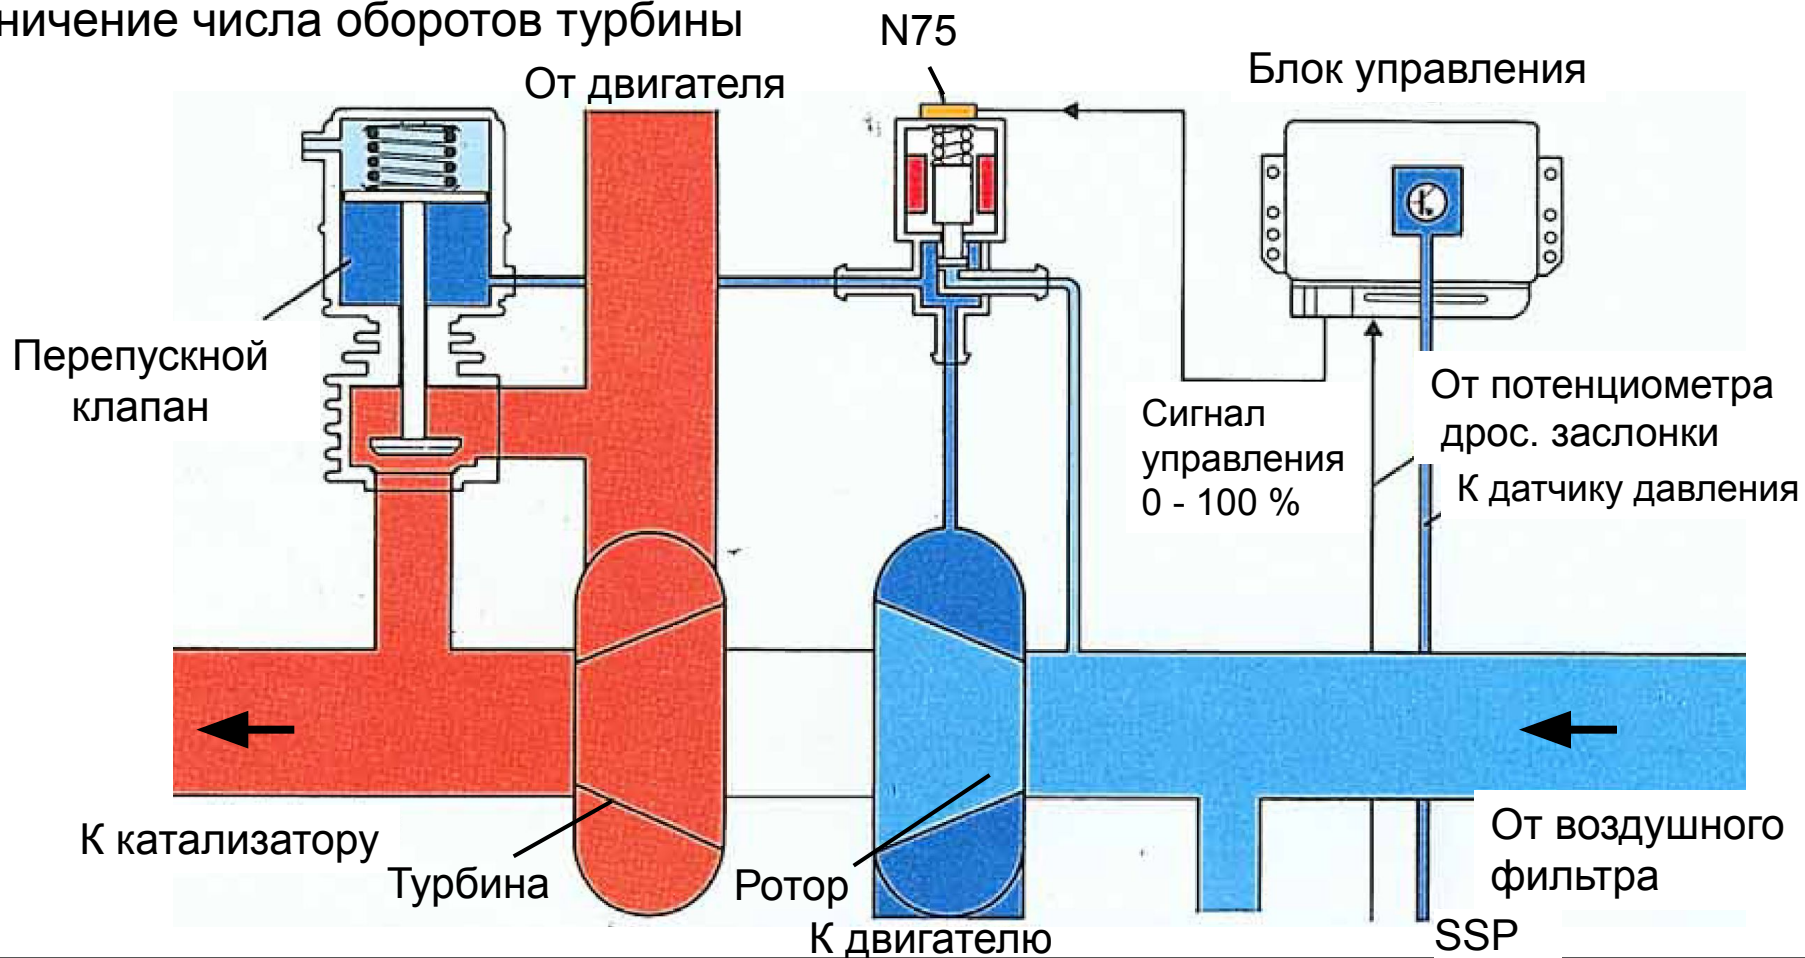 ничение числа оборотов турбины
N75
От двигателя
Блок управления
Перепускной
клапан
Сигнал
управления
0 - 100 %
От потенциометра
дрос. заслонки
К датчику давления
К катализатору
Турбина
Ротор
От воздушного
фильтра
К двигателю
SSP